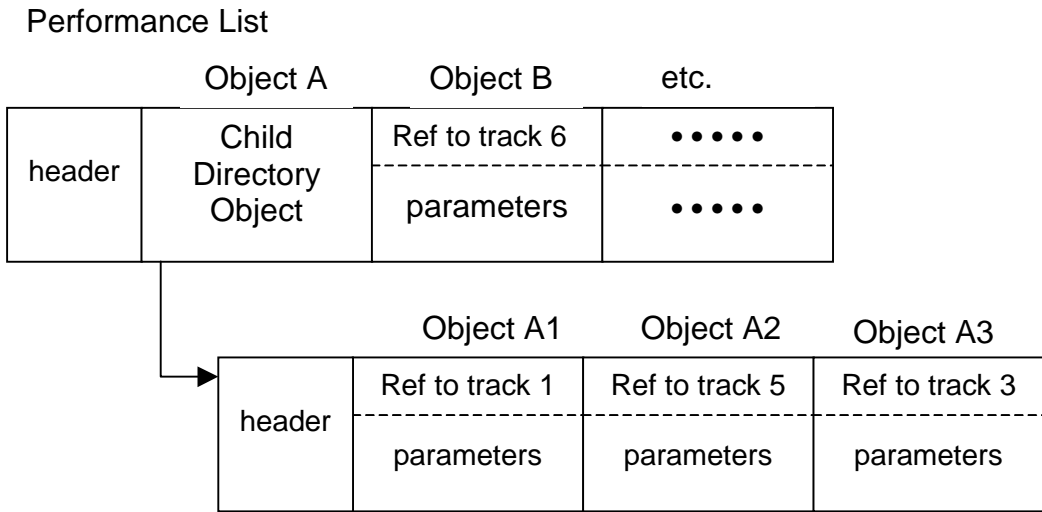 Performance List
Object A Object B etc.
header
Child
Directory
Object
Ref to track 6
parameters
•••••
•••••
Object A1 Object A2 Object A3
header
Ref to track 1 Ref to track 5 Ref to track 3
parameters parameters parameters